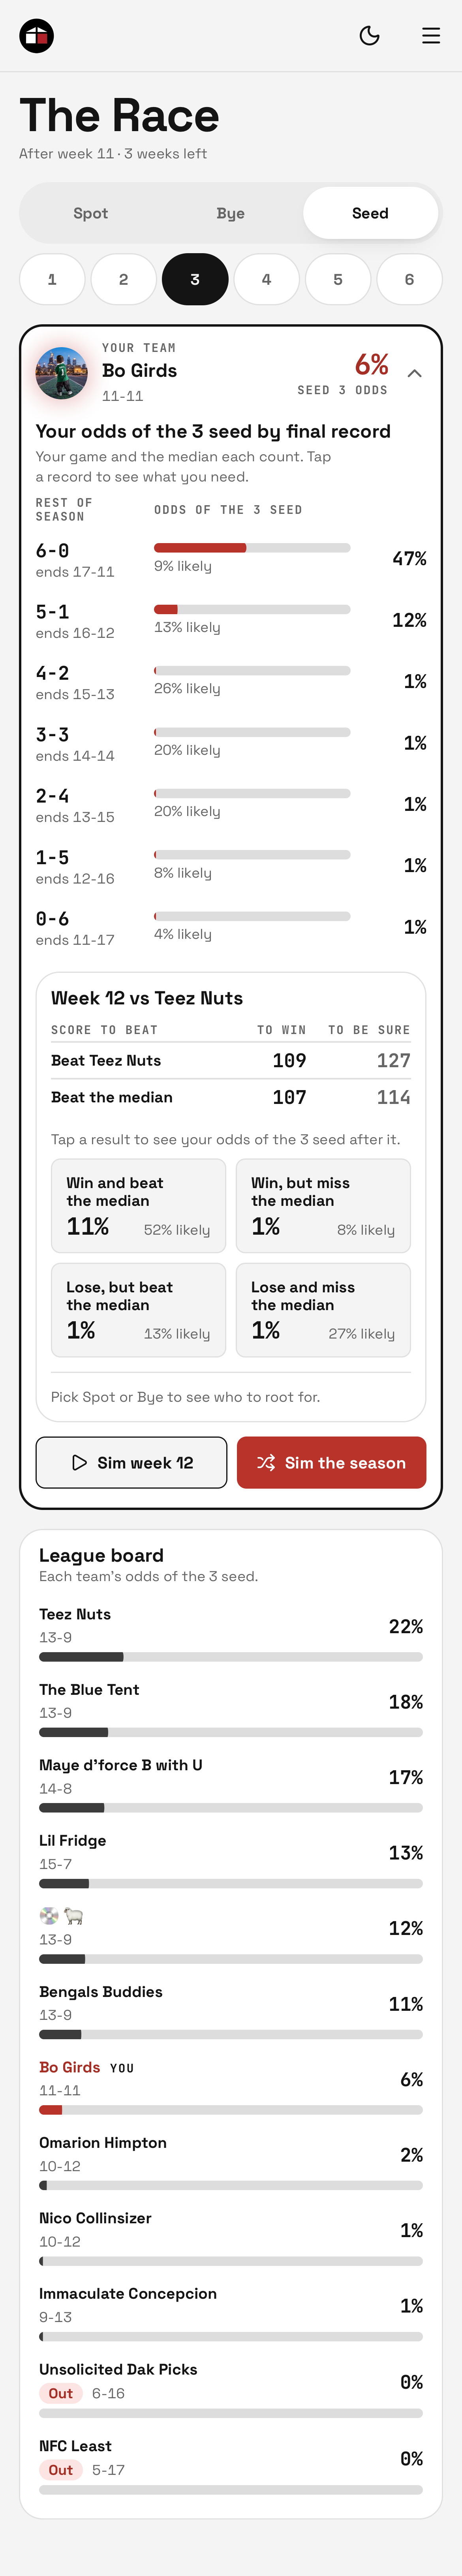 The Race
After week 11 · 3 weeks left
Spot Bye Seed
1 2 3 4 5 6
YOUR TEAM
Bo Girds
11-11
6%
SEED 3 ODDS
Your odds of the 3 seed by final record
Your game and the median each count. Tap
a record to see what you need.
REST OF
SEASON
ODDS OF THE 3 SEED
6-0
ends 17-11
9% likely
47%
5-1
ends 16-12
13% likely
12%
4-2
ends 15-13
26% likely
1%
3-3
ends 14-14
20% likely
1%
2-4
ends 13-15
20% likely
1%
1-5
ends 12-16
8% likely
1%
0-6
ends 11-17
4% likely
1%
Week 12 vs Teez Nuts
SCORE TO BEAT TO WIN TO BE SURE
Beat Teez Nuts 109 127
Beat the median 107 114
Tap a result to see your odds of the 3 seed after it.
Win and beat
the median
11% 52% likely
Win, but miss
the median
1% 8% likely
Lose, but beat
the median
1% 13% likely
Lose and miss
the median
1% 27% likely
Pick Spot or Bye to see who to root for.
Sim week 12
Sim the season
League board
Each team's odds of the 3 seed.
Teez Nuts
13-9
22%
The Blue Tent
13-9
18%
Maye d'force B with U
14-8
17%
Lil Fridge
15-7
13%
💿 🐑
13-9
12%
Bengals Buddies
13-9
11%
Bo Girds YOU
11-11
6%
Omarion Himpton
10-12
2%
Nico Collinsizer
10-12
1%
Immaculate Concepcion
9-13
1%
Unsolicited Dak Picks
Out 6-16
0%
NFC Least
Out 5-17
0%